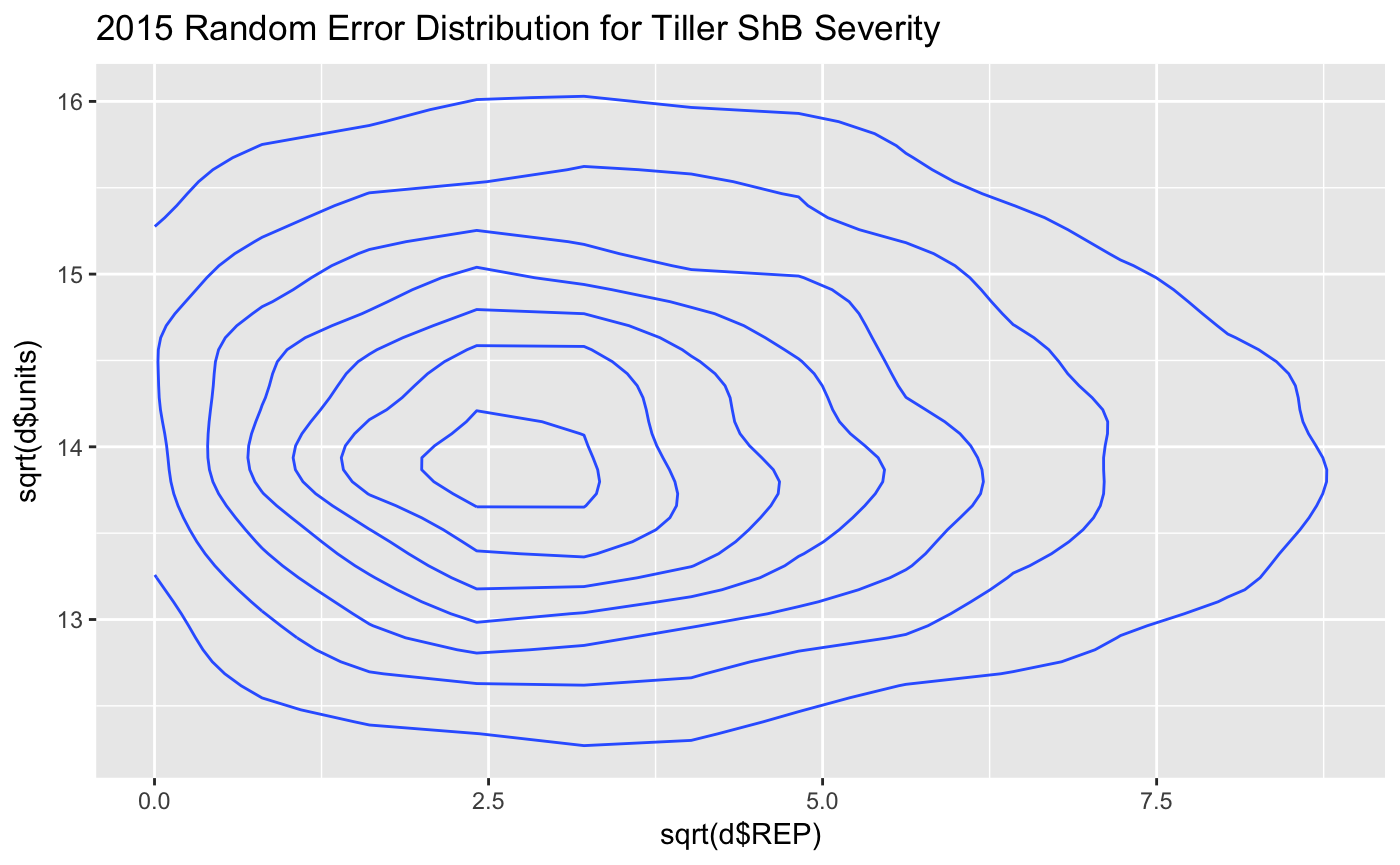 2015 Random Error Distribution for Tiller ShB Severity
16
15
14
13
sqrt(d$units)
0.0 2.5 5.0 7.5
sqrt(d$REP)